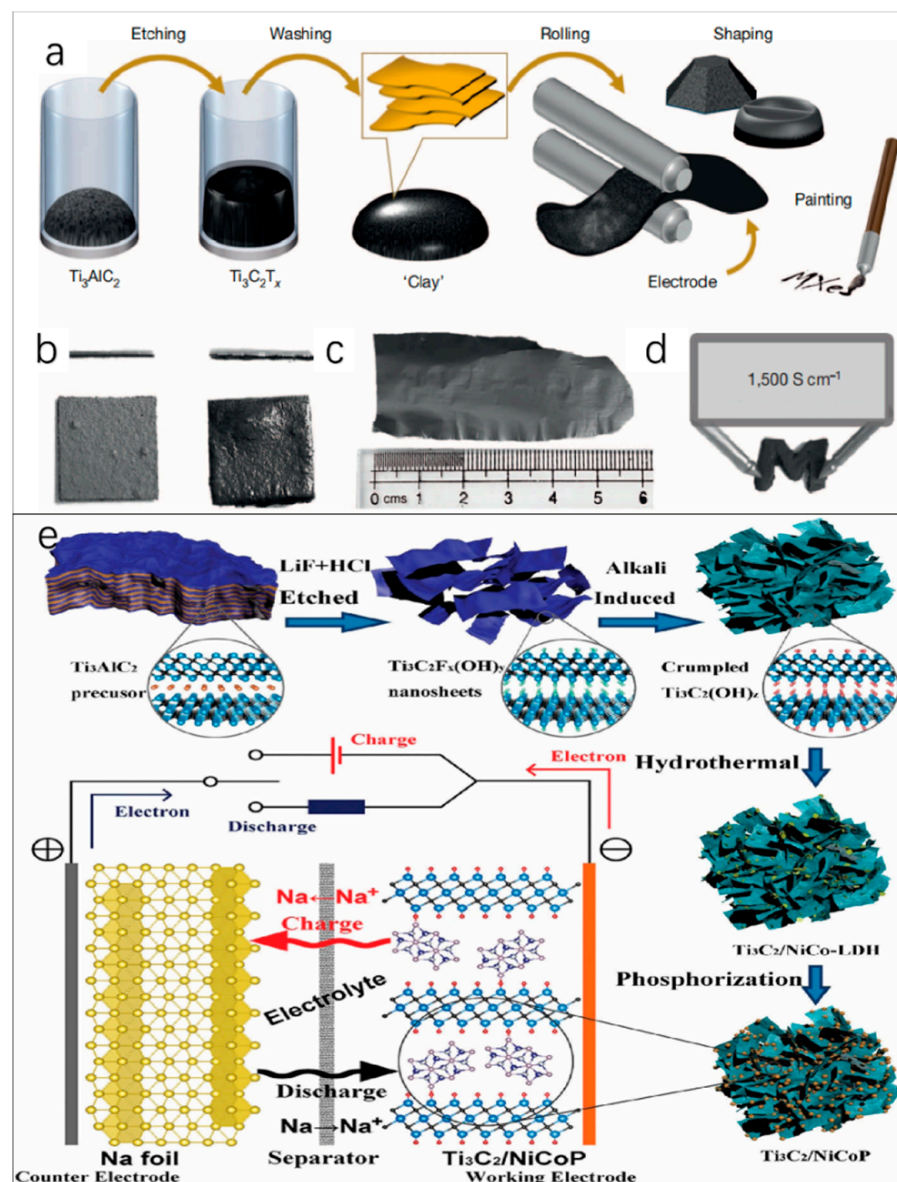 a
Etching
Washing
Rolling
Shaping
Painting
Ti₃AlC₂
Ti₃C₂Tₓ
‘Clay’
Electrode
MXes
b
c
d
1,500 S cm⁻¹
0 cms 1 2 3 4 5 6
e
LiF+HCl
Etched
Alkali
Induced
Ti₃AlC₂
precusor
Ti₃C₂Fₓ(OH)ᵧ
nanosheets
Crumpled
Ti₃C₂(OH)z
Charge
Electron
Hydrothermal
Electron
Discharge
⊕
⊖
Na←Na⁺
Charge
Ti₃C₂/NiCo-LDH
Electrolyte
Phosphorization
Discharge
Na→Na⁺
Na foil
Separator
Ti₃C₂/NiCoP
Counter Electrode
Working Electrode
Ti₃C₂/NiCoP